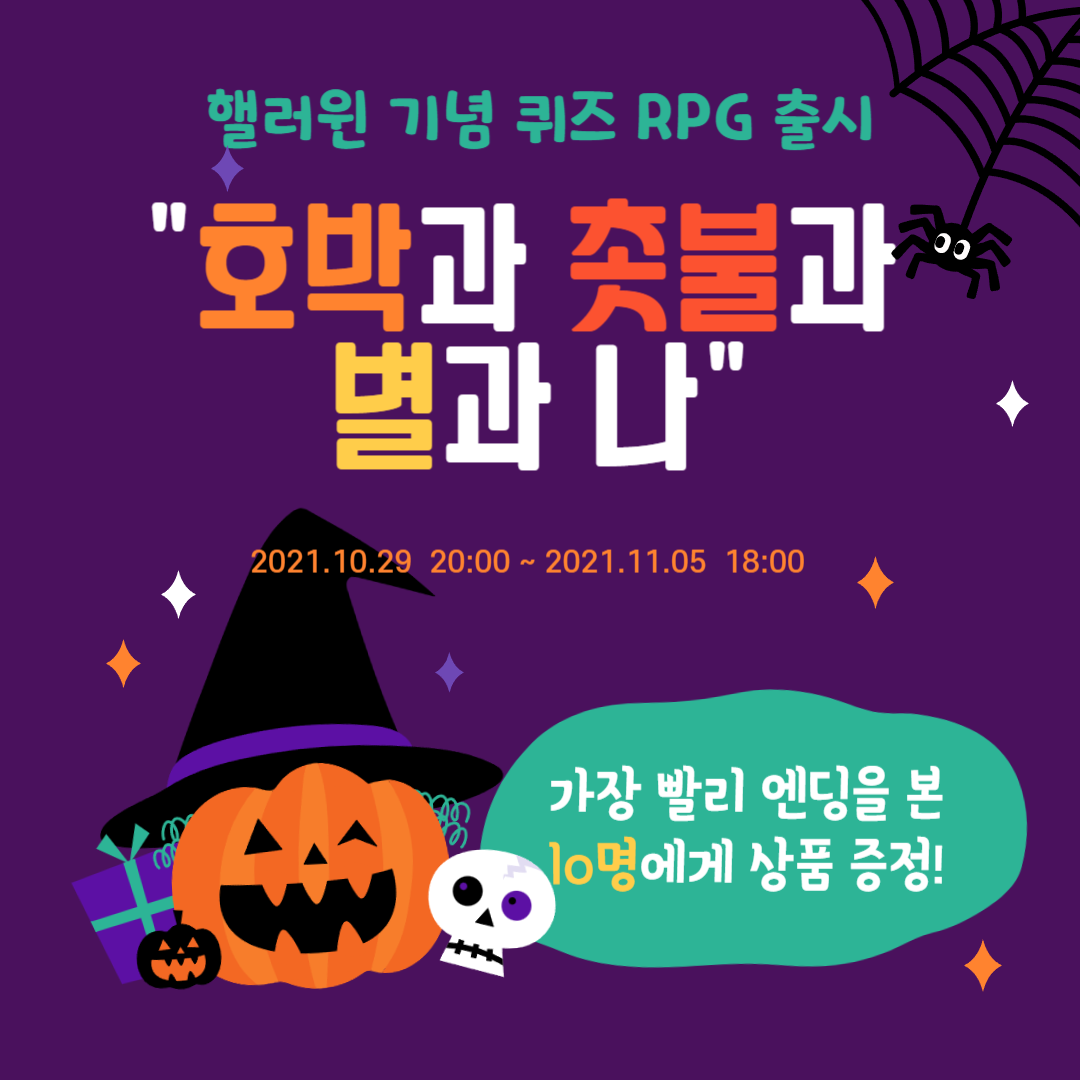 핼러윈 기념 퀴즈 RPG 출시
"호박과 촛불과
별과 나"
2021.10.29 20:00 ~ 2021.11.05 18:00
가장 빨리 엔딩을 본
10명에게 상품 증정!